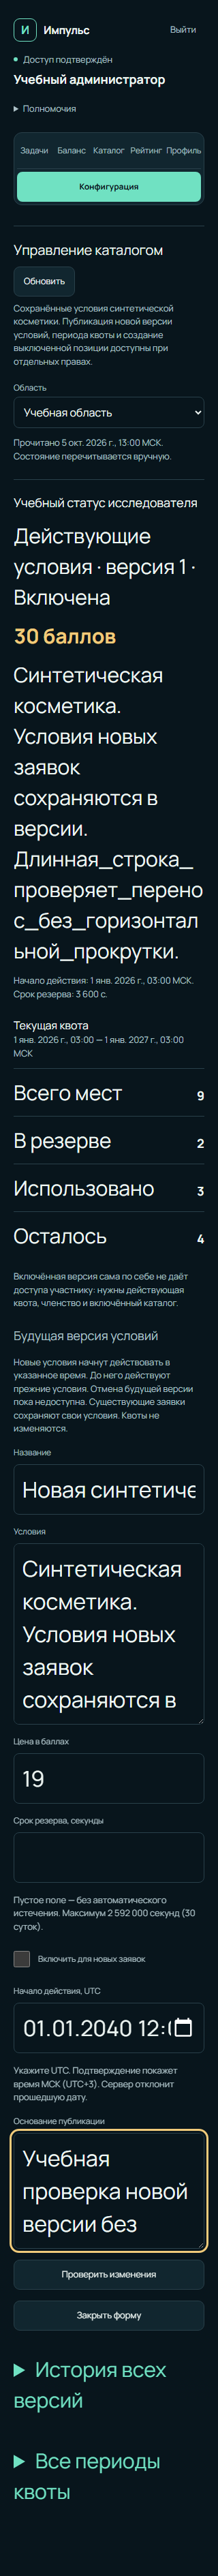 И Импульс Выйти
Доступ подтверждён
Учебный администратор
Полномочия
Задачи Баланс Каталог Рейтинг Профиль
Конфигурация
Управление каталогом
Обновить
Сохранённые условия синтетической
косметики. Публикация новой версии
условий, периода квоты и создание
выключенной позиции доступны при
отдельных правах.
Область
Учебная область
Прочитано 5 окт. 2026 г., 13:00 МСК.
Состояние перечитывается вручную.
Учебный статус исследователя
Действующие
условия · версия 1 ·
Включена
30 баллов
Синтетическая
косметика.
Условия новых
заявок
сохраняются в
версии.
Длинная_строка_
проверяет_перено
с_без_горизонтал
ьной_прокрутки.
Начало действия: 1 янв. 2026 г., 03:00 МСК.
Срок резерва: 3 600 с.
Текущая квота
1 янв. 2026 г., 03:00 — 1 янв. 2027 г., 03:00
МСК
Всего мест 9
В резерве 2
Использовано 3
Осталось 4
Включённая версия сама по себе не даёт
доступа участнику: нужны действующая
квота, членство и включённый каталог.
Будущая версия условий
Новые условия начнут действовать в
указанное время. До него действуют
прежние условия. Отмена будущей версии
пока недоступна. Существующие заявки
сохраняют свои условия. Квоты не
изменяются.
Название
Новая синтетиче
Условия
Синтетическая
косметика.
Условия новых
заявок
сохраняются в
Цена в баллах
19
Срок резерва, секунды
Пустое поле — без автоматического
истечения. Максимум 2 592 000 секунд (30
суток).
Включить для новых заявок
Начало действия, UTC
01.01.2040 12:
Укажите UTC. Подтверждение покажет
время МСК (UTC+3). Сервер отклонит
прошедшую дату.
Основание публикации
Учебная
проверка новой
версии без
Проверить изменения
Закрыть форму
История всех
версий
Все периоды
квоты